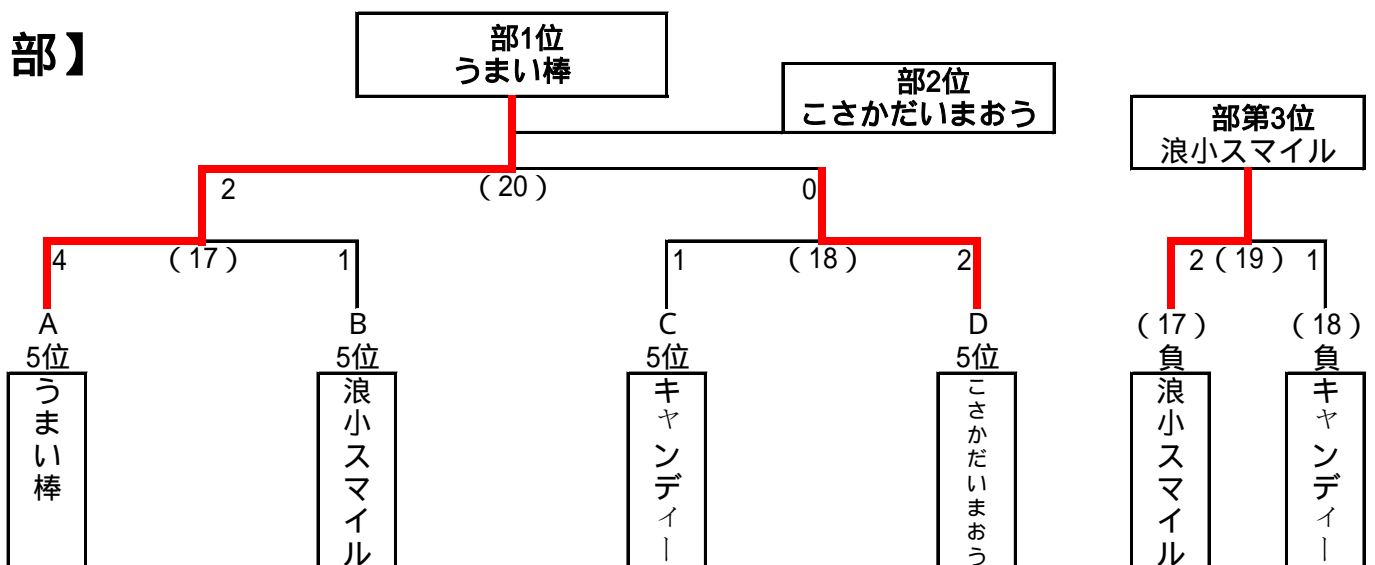 部】
部1位
うまい棒
部2位
こさかだいまおう
部第3位
浪小スマイル
2
（20）
0
4
（17）
1
1
（18）
2
2
（19）
1
A
5位
うまい棒
B
5位
浪小スマイル
C
5位
キャンディー
D
5位
こさかだいまおう
（17）
負
浪小スマイル
（18）
負
キャンディー